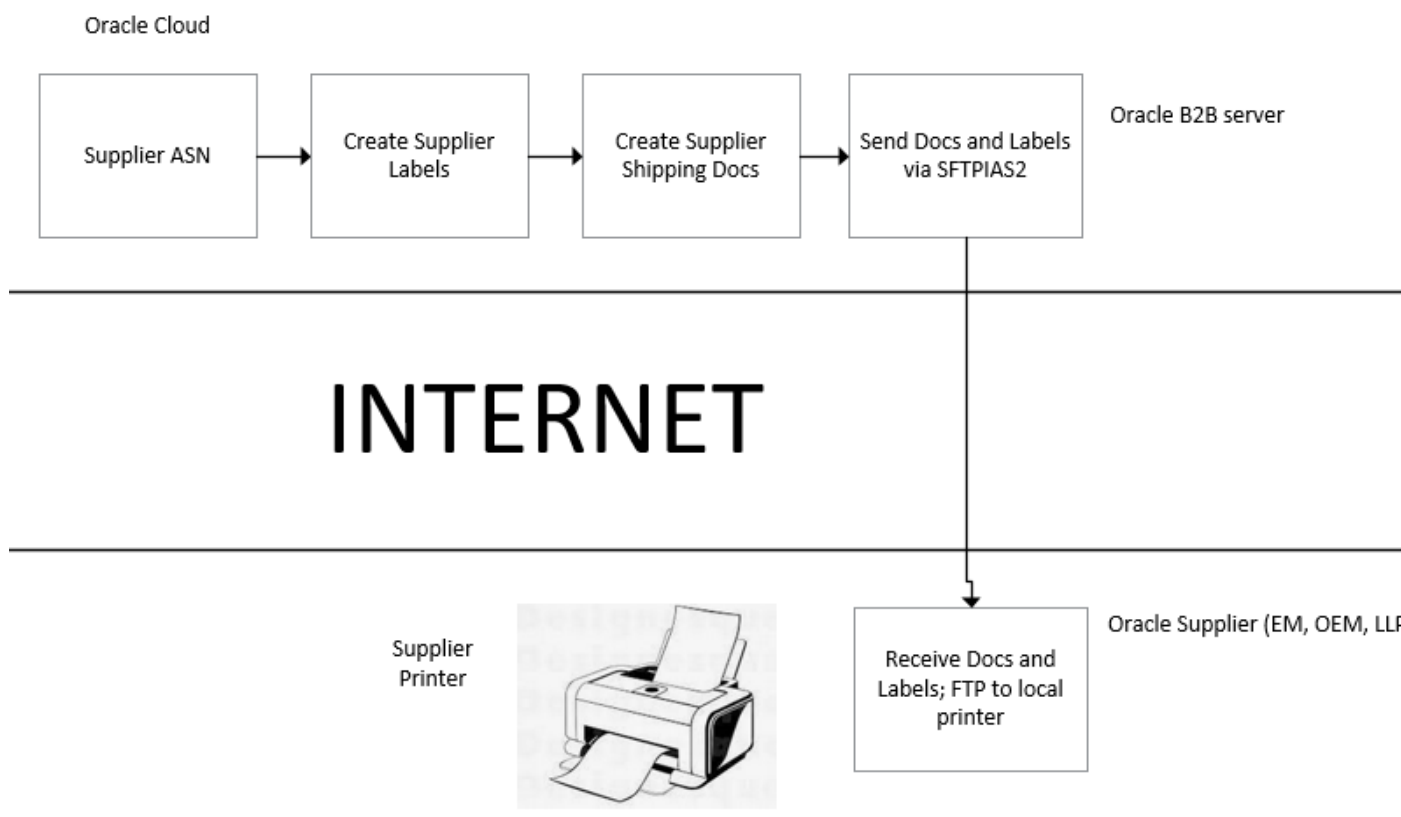 Oracle Cloud
Supplier ASN
Create Supplier
Labels
Create Supplier
Shipping Docs
Send Docs and Labels
via SFTPIAS2
Oracle B2B server
INTERNET
Supplier
Printer
Receive Docs and
Labels; FTP to local
printer
Oracle Supplier (EM, OEM, LLP